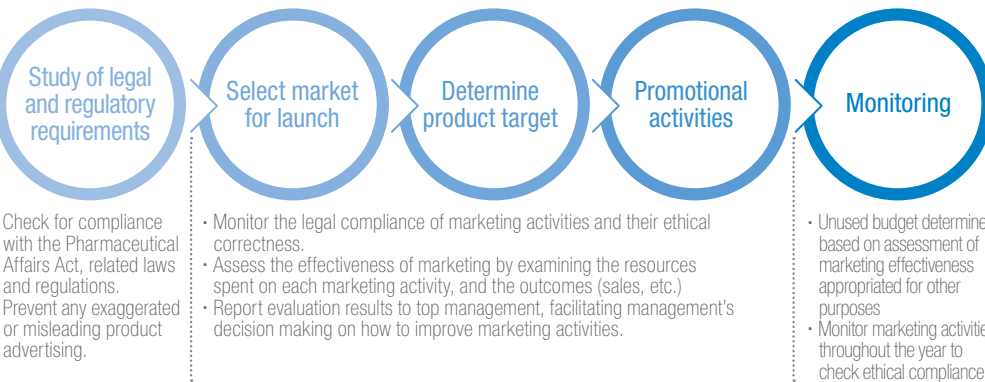 Study of legal
and regulatory
requirements
Select market
for launch
Determine
product target
Promotional
activities
Monitoring
Check for compliance
with the Pharmaceutical
Affairs Act, related laws
and regulations.
Prevent any exaggerated
or misleading product
advertising.
· Monitor the legal compliance of marketing activities and their ethical
correctness.
· Assess the effectiveness of marketing by examining the resources
spent on each marketing activity, and the outcomes (sales, etc.)
· Report evaluation results to top management, facilitating management's
decision making on how to improve marketing activities.
· Unused budget determine
based on assessment of
marketing effectiveness
appropriated for other
purposes
· Monitor marketing activitie
throughout the year to
check ethical compliance